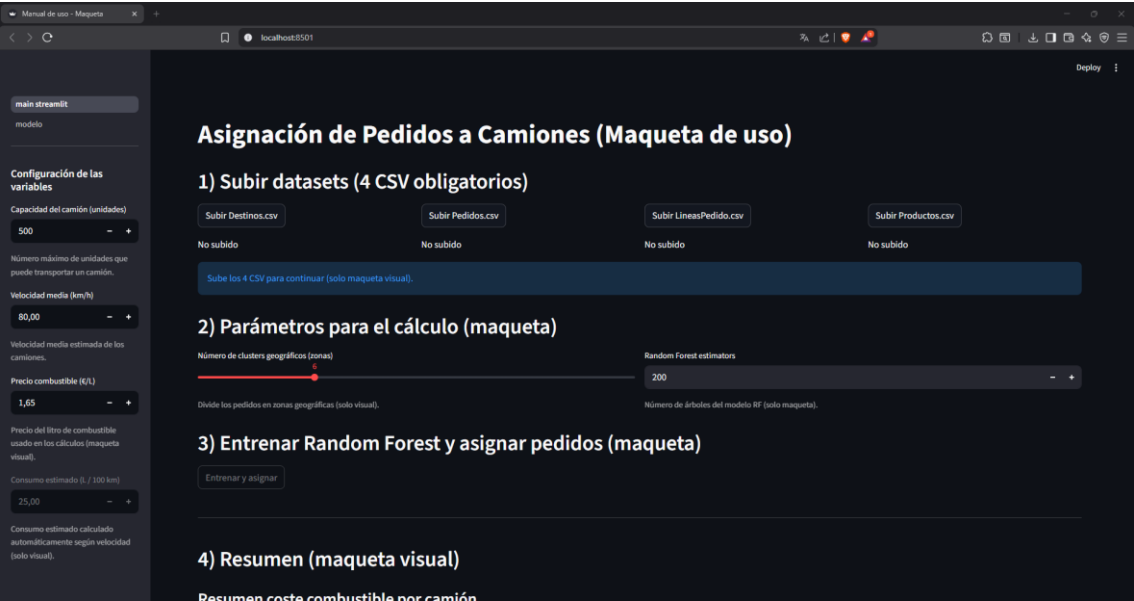 Manual de uso - Maqueta
localhost:8501
Deploy
main streamlit
modelo
Configuración de las
variables
Capacidad del camión (unidades)
500
Número máximo de unidades que
puede transportar un camión.
Velocidad media (km/h)
80,00
Velocidad media estimada de los
camiones.
Precio combustible (€/L)
1,65
Precio del litro de combustible
usado en los cálculos (maqueta
visual).
Consumo estimado (L / 100 km)
25,00
Consumo estimado calculado
automáticamente según velocidad
(solo visual).
Asignación de Pedidos a Camiones (Maqueta de uso)
1) Subir datasets (4 CSV obligatorios)
Subir Destinos.csv
Subir Pedidos.csv
Subir LineasPedido.csv
Subir Productos.csv
No subido
No subido
No subido
No subido
Sube los 4 CSV para continuar (solo maqueta visual).
2) Parámetros para el cálculo (maqueta)
Número de clusters geográficos (zonas)
6
Divide los pedidos en zonas geográficas (solo visual).
Random Forest estimators
200
Número de árboles del modelo RF (solo maqueta).
3) Entrenar Random Forest y asignar pedidos (maqueta)
Entrenar y asignar
4) Resumen (maqueta visual)
Resumen coste combustible por camión